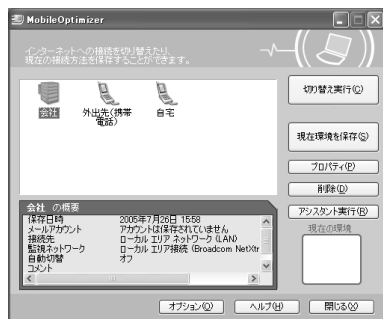 MobileOptimizer
インターネットへの接続を切り替えたり、
現在の接続方法を保存することができます。
会社
外出先(携帯
電話)
自宅
切り替え実行(C)
現在環境を保存(S)
プロパティ(P)
削除(D)
アシスタント実行(R)
現在の環境
会社 の概要
保存日時 2005年7月26日 15:58
メールアカウント アカウントは保存されていません
接続先 ローカル エリア ネットワーク (LAN)
監視ネットワーク ローカル エリア接続 (Broadcom NetXtr
自動切替 オフ
コメント
オプション(O)
ヘルプ(H)
閉じる(X)